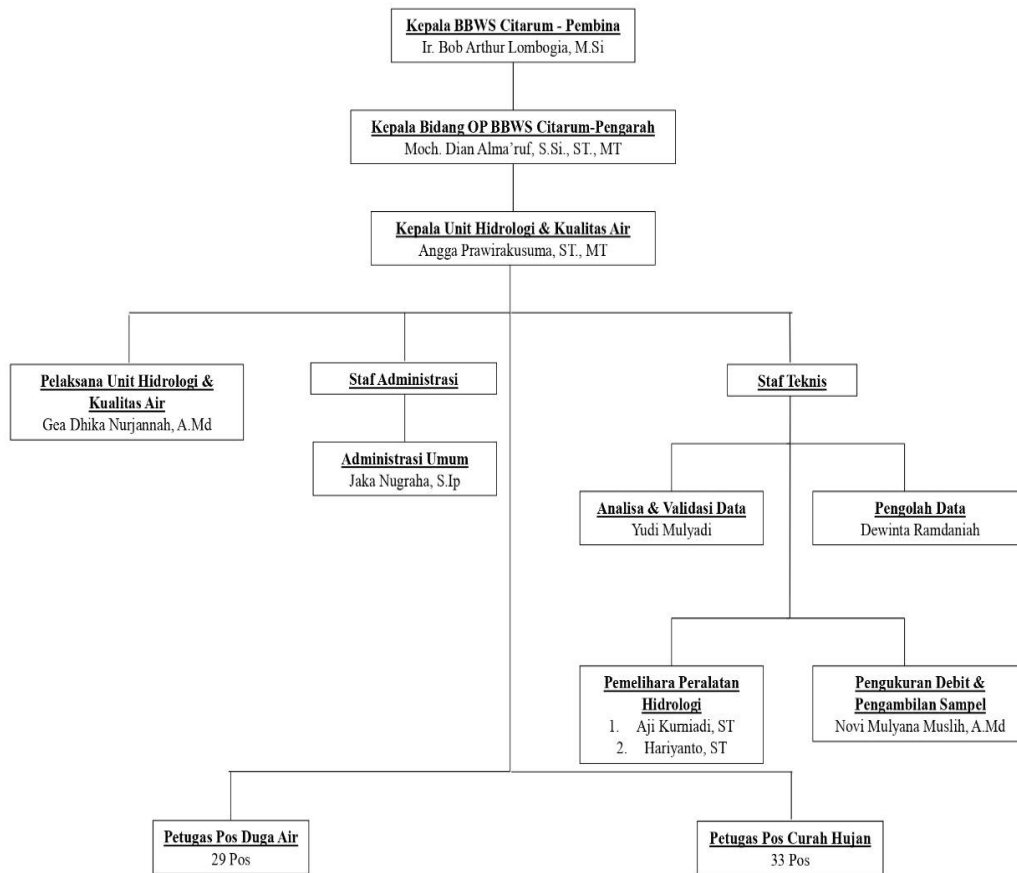 Kepala BBWS Citarum - Pembina
Ir. Bob Arthur Lombogia, M.Si
Kepala Bidang OP BBWS Citarum-Pengarah
Moch. Dian Alma’ruf, S.Si., ST., MT
Kepala Unit Hidrologi & Kualitas Air
Angga Prawirakusuma, ST., MT
Pelaksana Unit Hidrologi &
Kualitas Air
Gea Dhika Nurjannah, A.Md
Staf Administrasi
Administrasi Umum
Jaka Nugraha, S.Ip
Staf Teknis
Analisa & Validasi Data
Yudi Mulyadi
Pengolah Data
Dewinta Ramdaniah
Pemelihara Peralatan
Hidrologi
1. Aji Kurniadi, ST
2. Hariyanto, ST
Pengukuran Debit &
Pengambilan Sampel
Novi Mulyana Muslih, A.Md
Petugas Pos Duga Air
29 Pos
Petugas Pos Curah Hujan
33 Pos